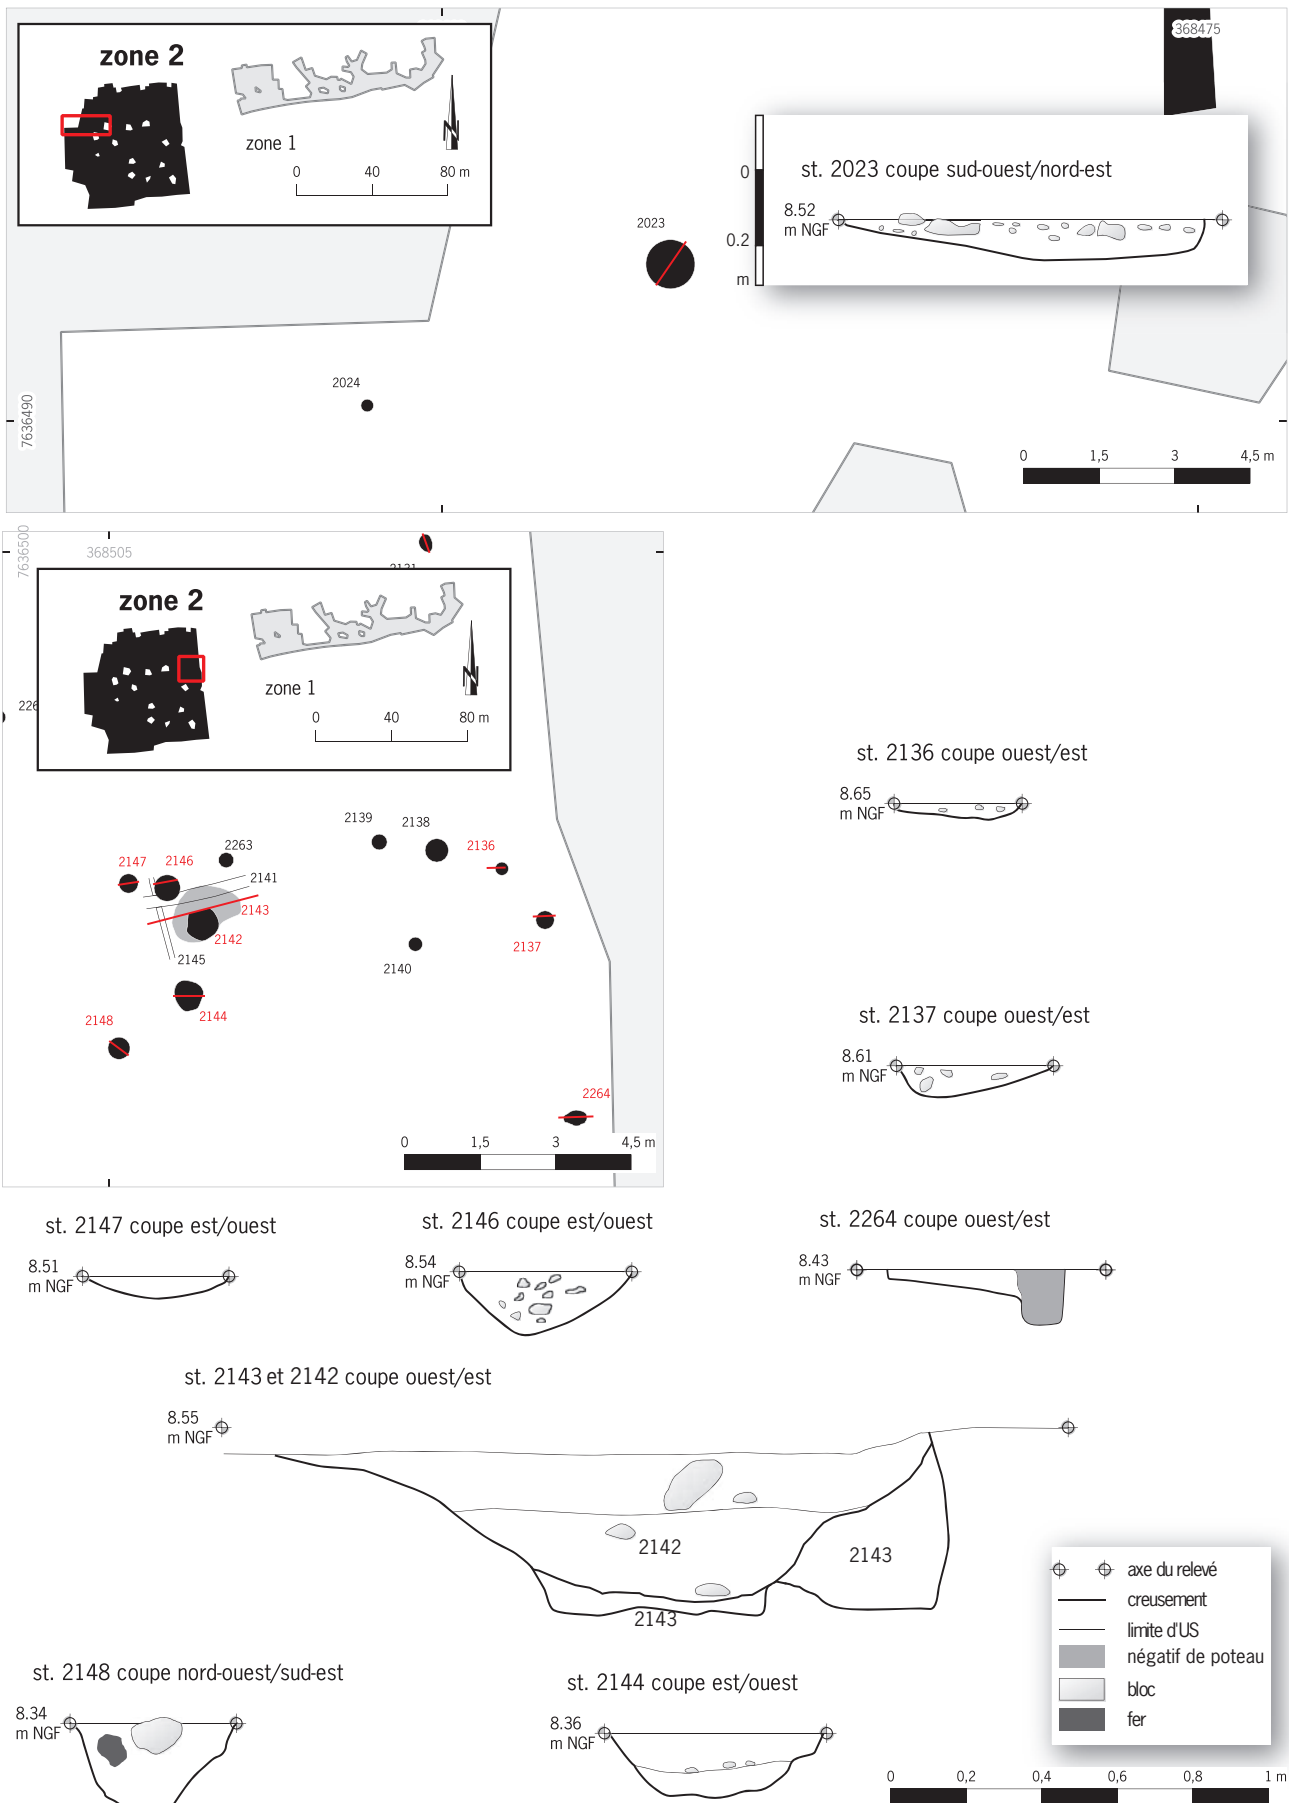 368475
zone 2
zone 1
N
0 40 80 m
2023
0
0.2
m
st. 2023 coupe sud-ouest/nord-est
8.52
m NGF
2024
7636490
0 1,5 3 4,5 m
7636500
368505
2131
zone 2
zone 1
N
0 40 80 m
226
2139
2138
2136
2263
2147
2146
2141
2143
2142
2145
2140
2137
2144
2148
2264
0 1,5 3 4,5 m
st. 2136 coupe ouest/est
8.65
m NGF
st. 2137 coupe ouest/est
8.61
m NGF
st. 2147 coupe est/ouest
8.51
m NGF
st. 2146 coupe est/ouest
8.54
m NGF
st. 2264 coupe ouest/est
8.43
m NGF
st. 2143 et 2142 coupe ouest/est
8.55
m NGF
2142
2143
2143
axe du relevé
creusement
limite d'US
négatif de poteau
bloc
fer
st. 2148 coupe nord-ouest/sud-est
8.34
m NGF
st. 2144 coupe est/ouest
8.36
m NGF
0 0,2 0,4 0,6 0,8 1 m